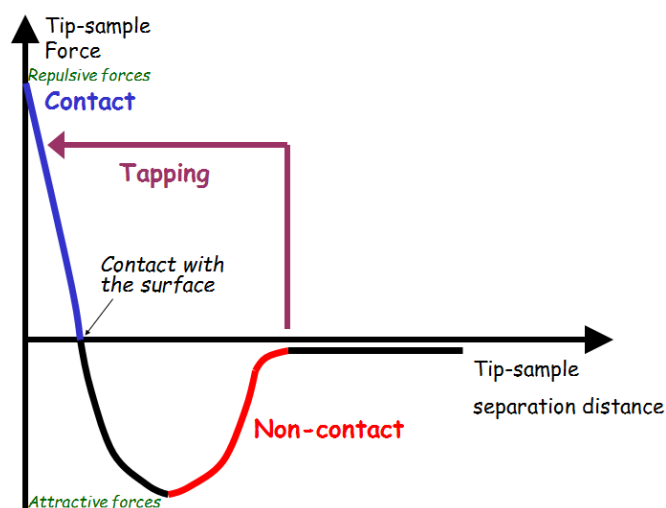 Tip-sample
Force
Repulsive forces
Contact
Tapping
Contact with
the surface
Tip-sample
separation distance
Non-contact
Attractive forces